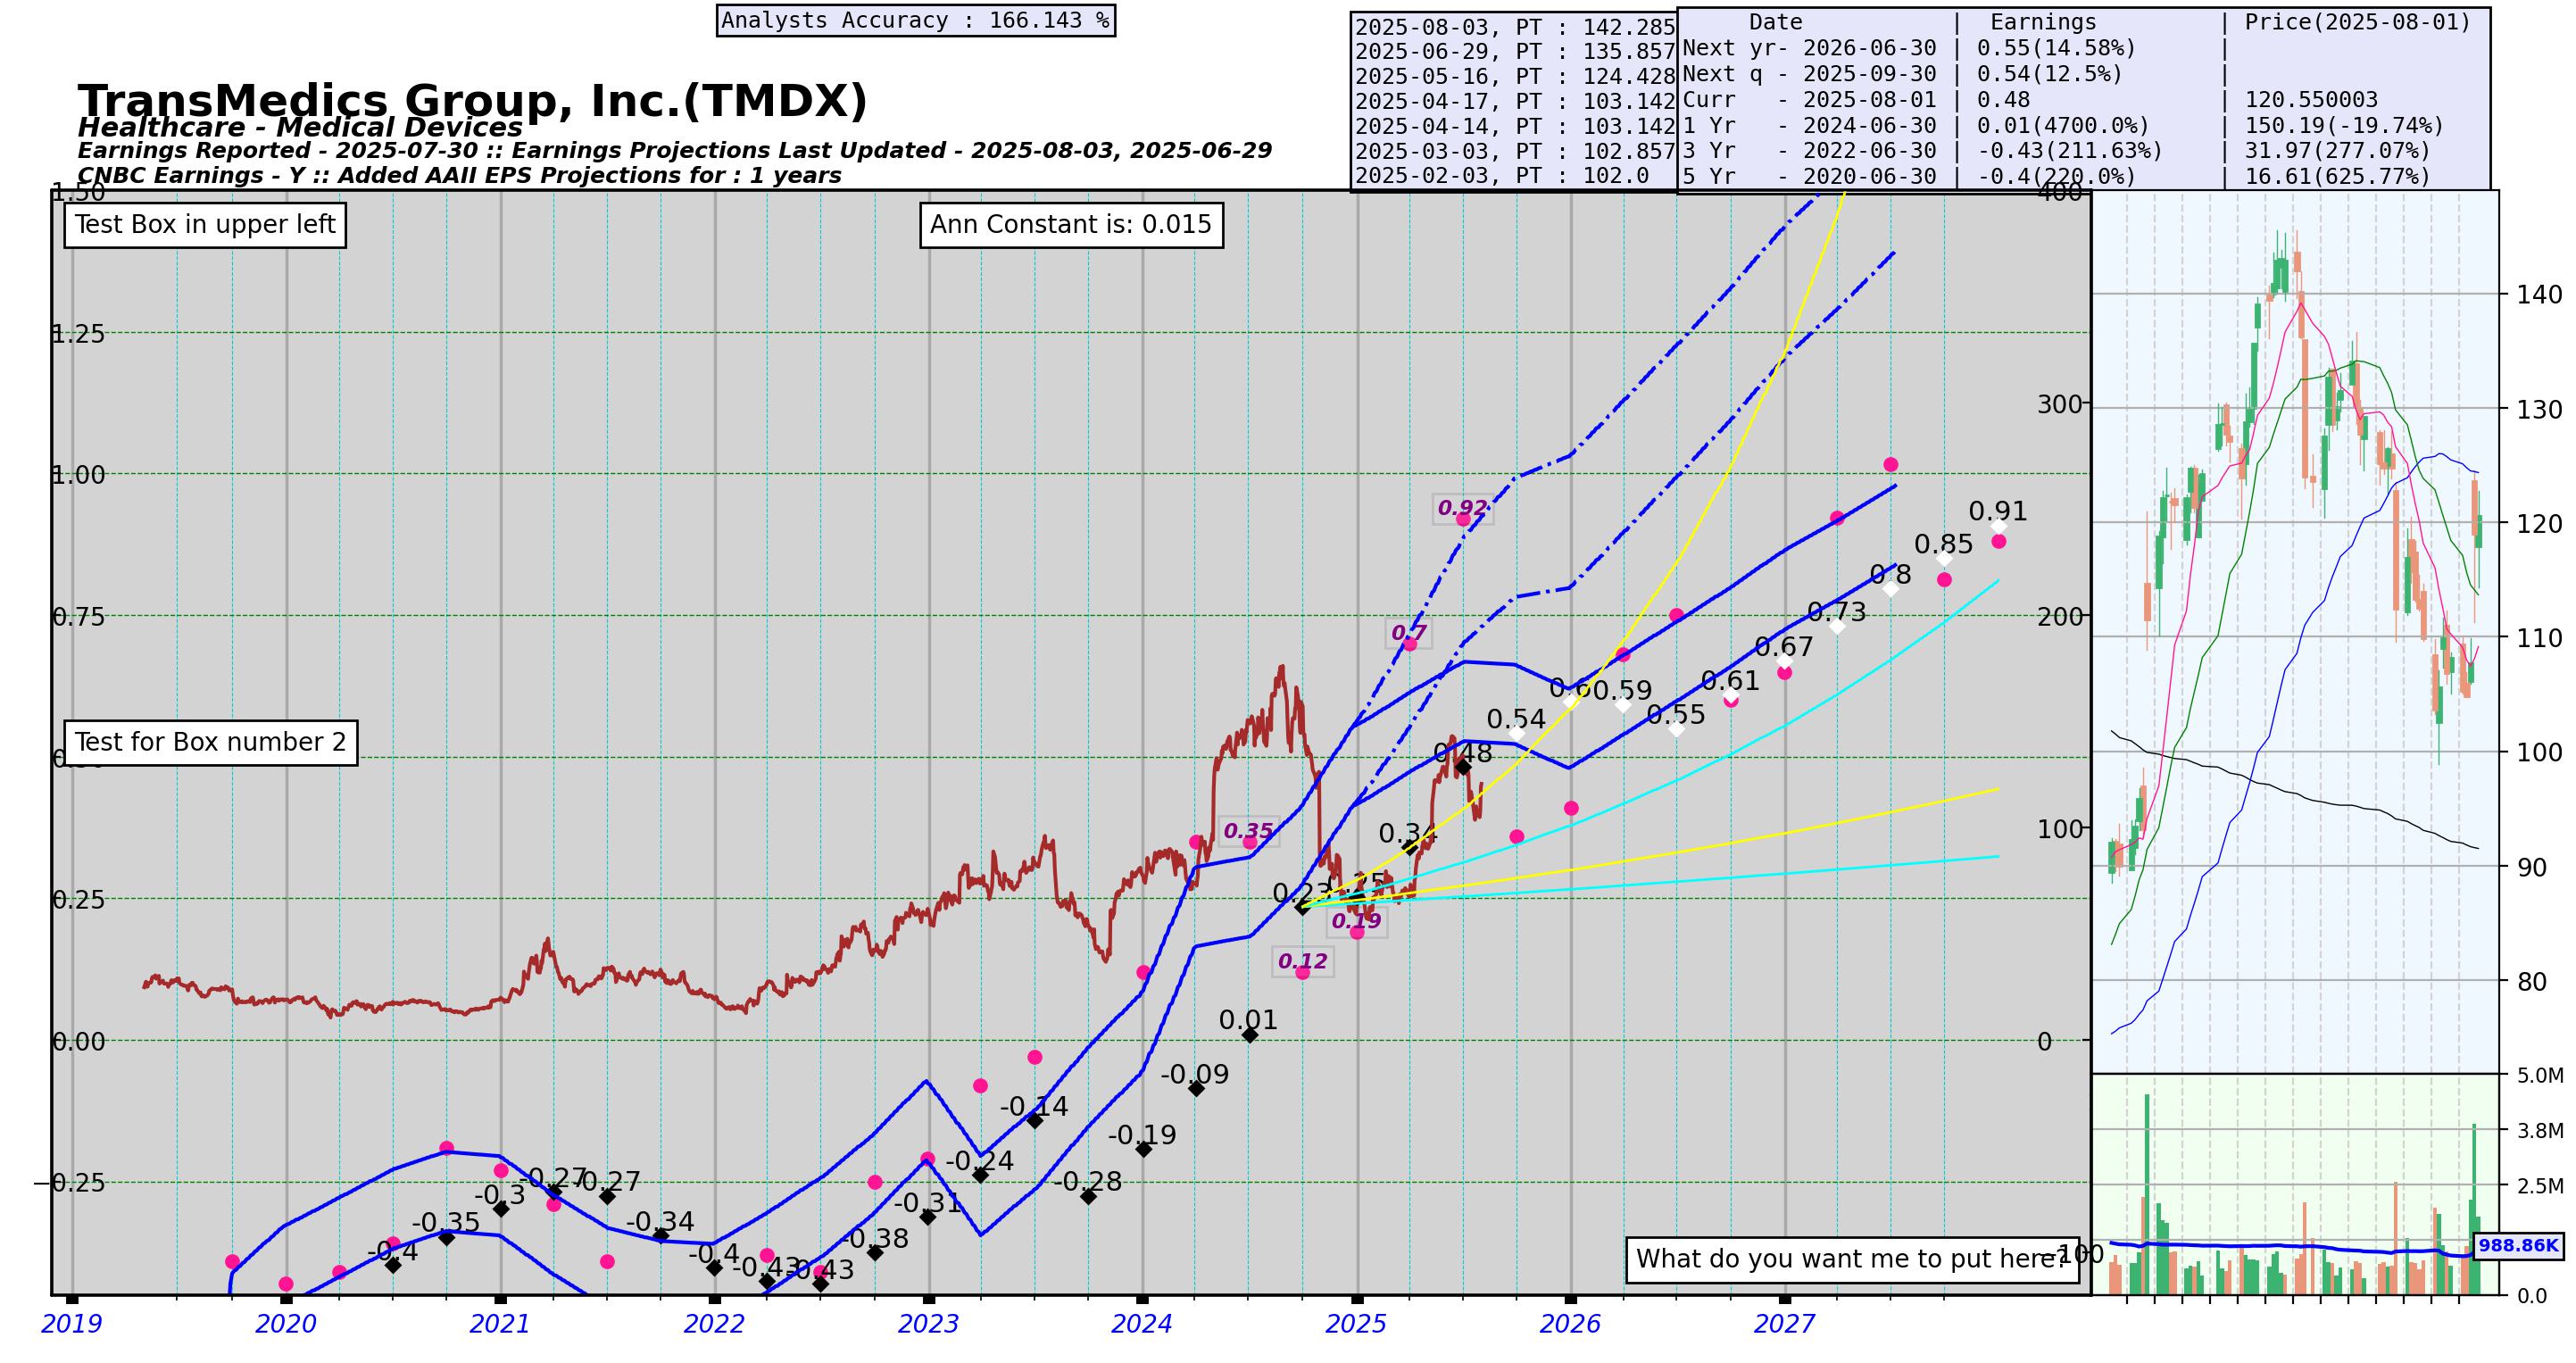 Analysts Accuracy : 166.143 %
2025-08-03, PT : 142.285
2025-06-29, PT : 135.857
2025-05-16, PT : 124.428
2025-04-17, PT : 103.142
2025-04-14, PT : 103.142
2025-03-03, PT : 102.857
2025-02-03, PT : 102.0
Date | Earnings | Price(2025-08-01)
Next yr- 2026-06-30 | 0.55(14.58%) |
Next q - 2025-09-30 | 0.54(12.5%) |
Curr - 2025-08-01 | 0.48 | 120.550003
1 Yr - 2024-06-30 | 0.01(4700.0%) | 150.19(-19.74%)
3 Yr - 2022-06-30 | -0.43(211.63%) | 31.97(277.07%)
5 Yr - 2020-06-30 | -0.4(220.0%) | 16.61(625.77%)
TransMedics Group, Inc.(TMDX)
Healthcare - Medical Devices
Earnings Reported - 2025-07-30 :: Earnings Projections Last Updated - 2025-08-03, 2025-06-29
CNBC Earnings - Y :: Added AAII EPS Projections for : 1 years
Test Box in upper left
Ann Constant is: 0.015
Test for Box number 2
What do you want me to put here?
1.50
1.25
1.00
0.75
0.50
0.25
0.00
−0.25
400
300
200
100
0
−100
-0.4
-0.35
-0.3
-0.27
-0.27
-0.34
-0.4
-0.43
-0.43
-0.38
-0.31
-0.24
-0.14
-0.28
-0.19
-0.09
0.01
0.23
0.34
0.48
0.54
0.6
0.59
0.55
0.61
0.67
0.73
0.8
0.85
0.91
0.35
0.12
0.19
0.7
0.92
2019
2020
2021
2022
2023
2024
2025
2026
2027
140
130
120
110
100
90
80
5.0M
3.8M
2.5M
988.86K
0.0